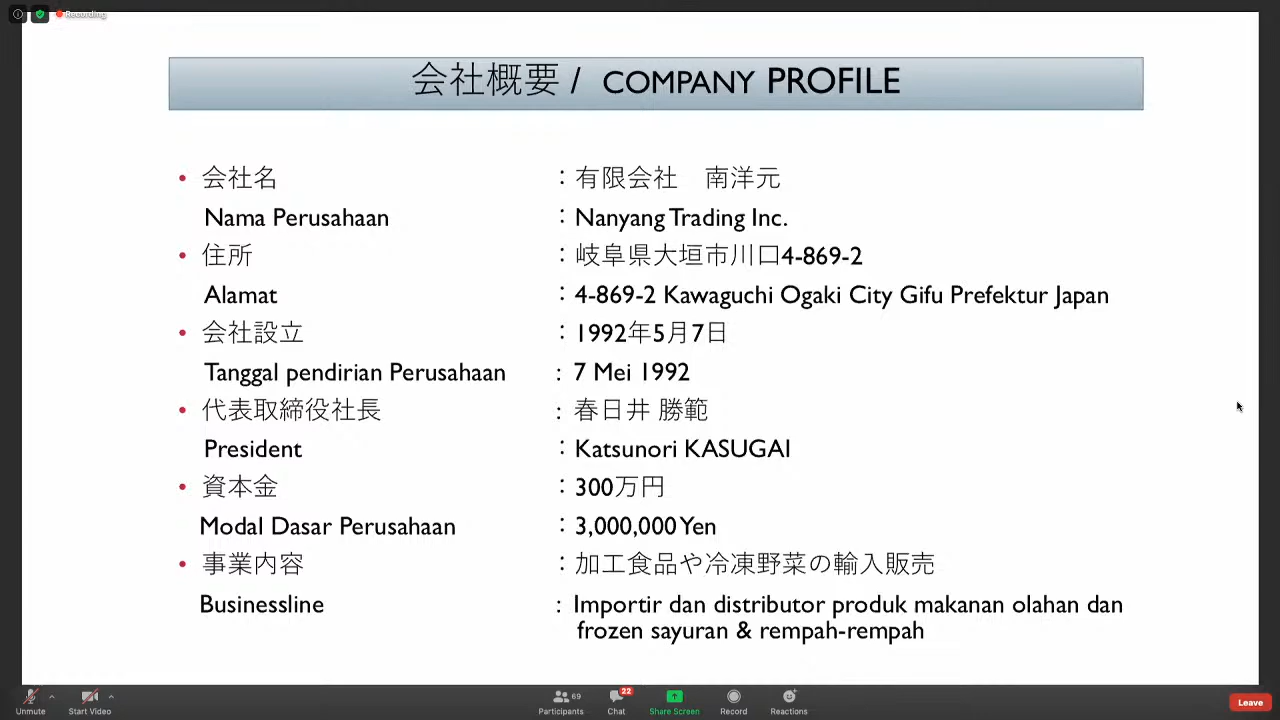 Recording
会社概要 / COMPANY PROFILE
• 会社名 : 有限会社　南洋元
Nama Perusahaan : Nanyang Trading Inc.
• 住所 : 岐阜県大垣市川口4-869-2
Alamat : 4-869-2 Kawaguchi Ogaki City Gifu Prefektur Japan
• 会社設立 : 1992年5月7日
Tanggal pendirian Perusahaan : 7 Mei 1992
• 代表取締役社長 : 春日井 勝範
President : Katsunori KASUGAI
• 資本金 : 300万円
Modal Dasar Perusahaan : 3,000,000 Yen
• 事業内容 : 加工食品や冷凍野菜の輸入販売
Businessline : Importir dan distributor produk makanan olahan dan
frozen sayuran & rempah-rempah
Unmute Start Video Participants 69 Chat 22 Share Screen Record Reactions Leave